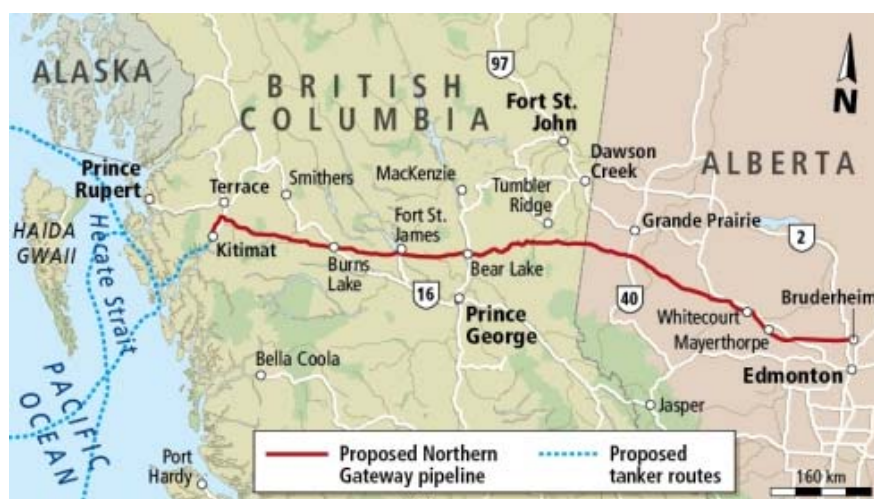 ALASKA
BRITISH
COLUMBIA
97
Fort St.
John
N
Prince
Rupert
Terrace
Smithers
MacKenzie
Dawson
Creek
ALBERTA
Tumbler
Ridge
HAIDA
GWAII
Hecate Strait
Kitimat
Fort St.
James
Grande Prairie
2
Burns
Lake
Bear Lake
16
Prince
George
40
Whitecourt
Bruderheim
Mayerthorpe
Edmonton
PACIFIC
OCEAN
Bella Coola
Jasper
Port
Hardy
Proposed Northern
Gateway pipeline
Proposed
tanker routes
160 km